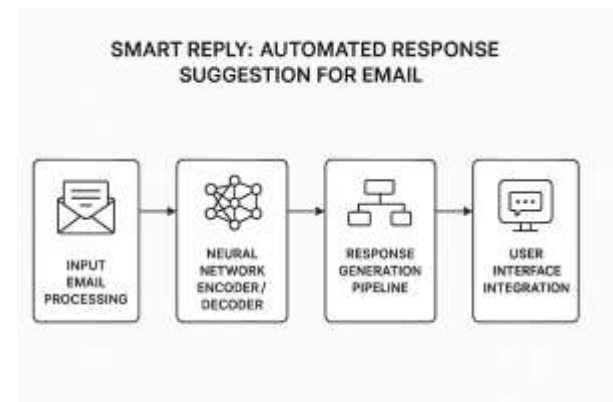 SMART REPLY: AUTOMATED RESPONSE
SUGGESTION FOR EMAIL
INPUT
EMAIL
PROCESSING
NEURAL
NETWORK
ENCODER/
DECODER
RESPONSE
GENERATION
PIPELINE
USER
INTERFACE
INTEGRATION